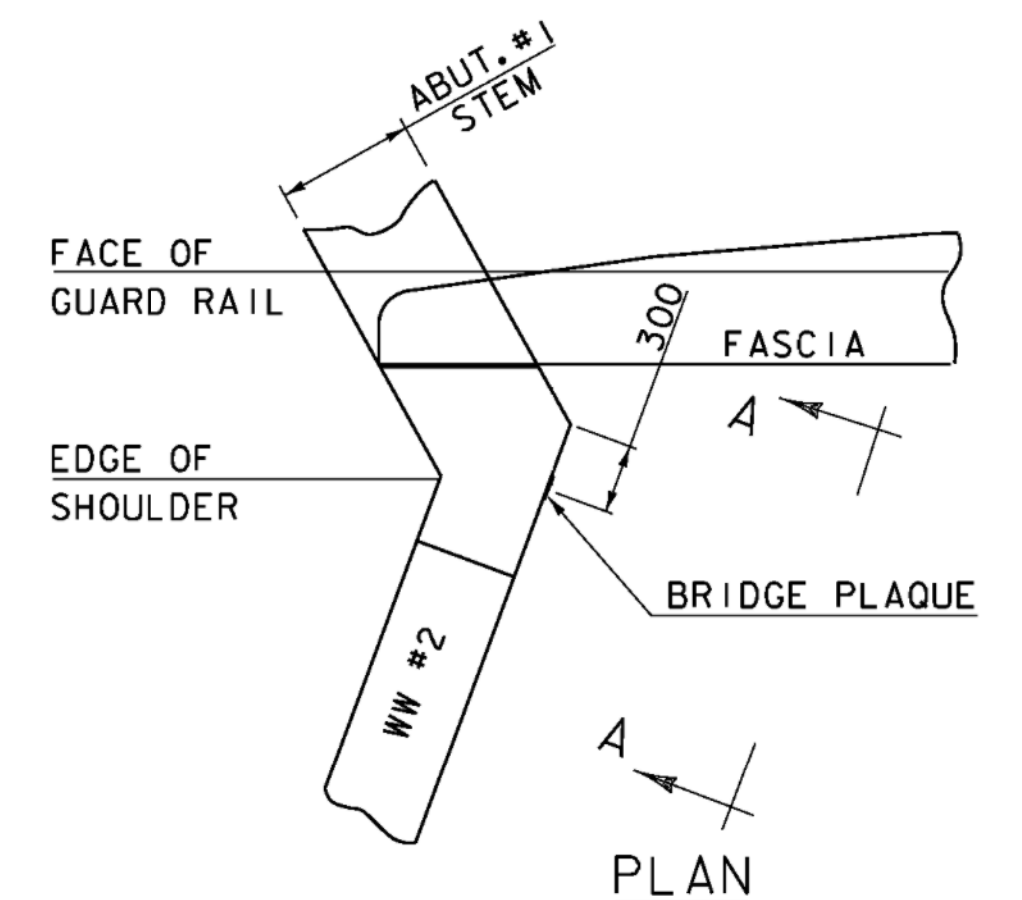 ABUT. #1
STEM
FACE OF
GUARD RAIL
300
FASCIA
A
EDGE OF
SHOULDER
BRIDGE PLAQUE
WW #2
A
PLAN